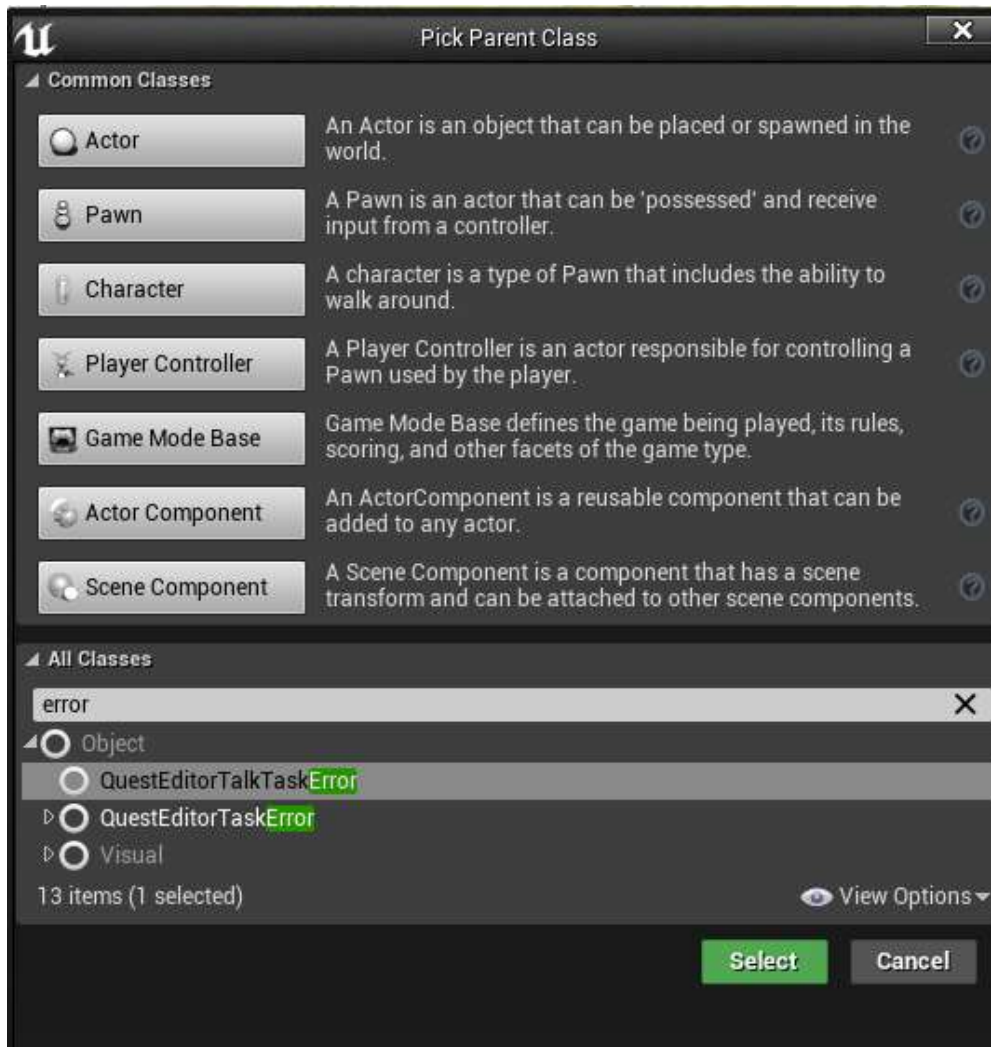 Pick Parent Class
Common Classes
Actor
An Actor is an object that can be placed or spawned in the
world.
Pawn
A Pawn is an actor that can be 'possessed' and receive
input from a controller.
Character
A character is a type of Pawn that includes the ability to
walk around.
Player Controller
A Player Controller is an actor responsible for controlling a
Pawn used by the player.
Game Mode Base
Game Mode Base defines the game being played, its rules,
scoring, and other facets of the game type.
Actor Component
An ActorComponent is a reusable component that can be
added to any actor.
Scene Component
A Scene Component is a component that has a scene
transform and can be attached to other scene components.
All Classes
error
Object
QuestEditorTalkTaskError
QuestEditorTaskError
Visual
13 items (1 selected)
View Options
Select
Cancel